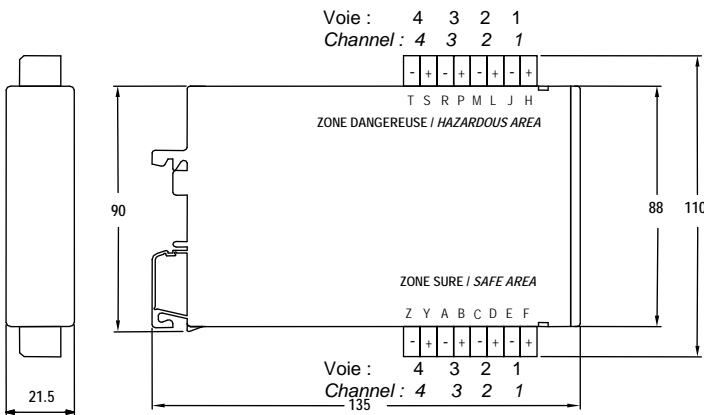 Voie : 4 3 2 1
Channel : 4 3 2 1
- + - + - + - +
T S R P M L J H
ZONE DANGEREUSE / HAZARDOUS AREA
90
88
110
ZONE SURE / SAFE AREA
Z Y A B C D E F
- + - + - + - +
Voie : 4 3 2 1
Channel : 4 3 2 1
21.5
135